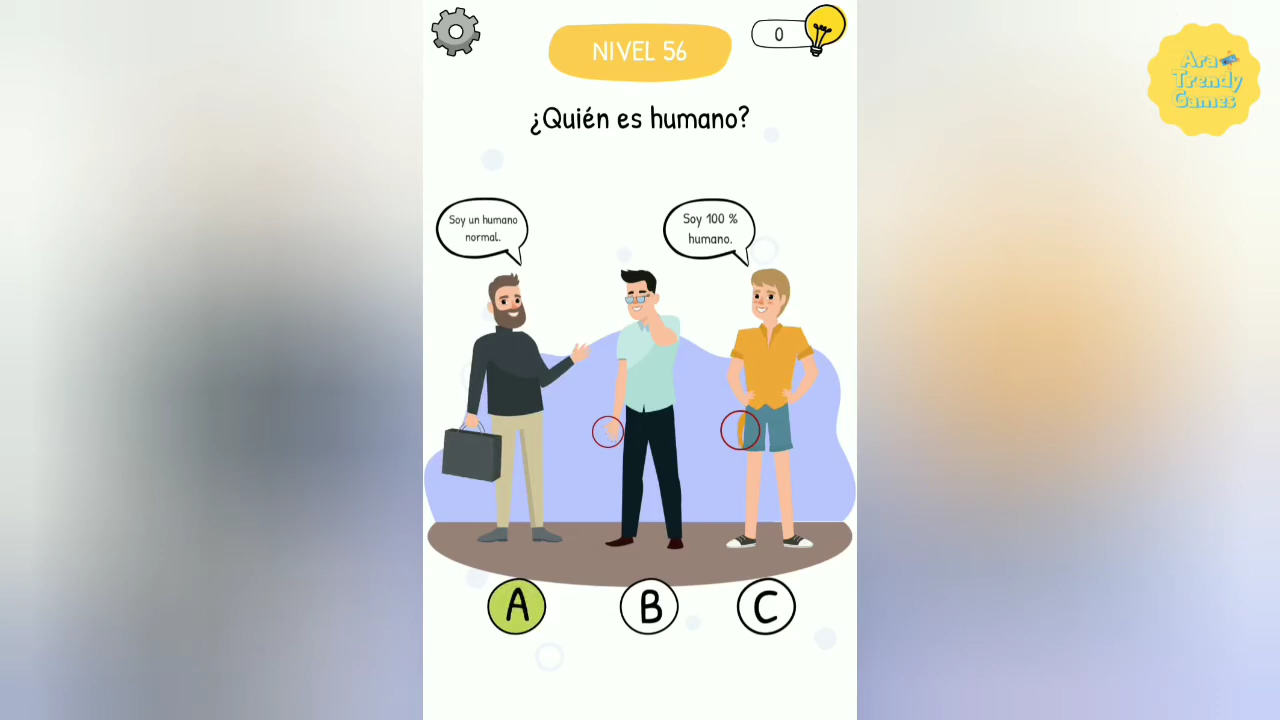 NIVEL 56
0
Ara
Trendy
Games
¿Quién es humano?
Soy un humano
normal.
Soy 100 %
humano.
A
B
C